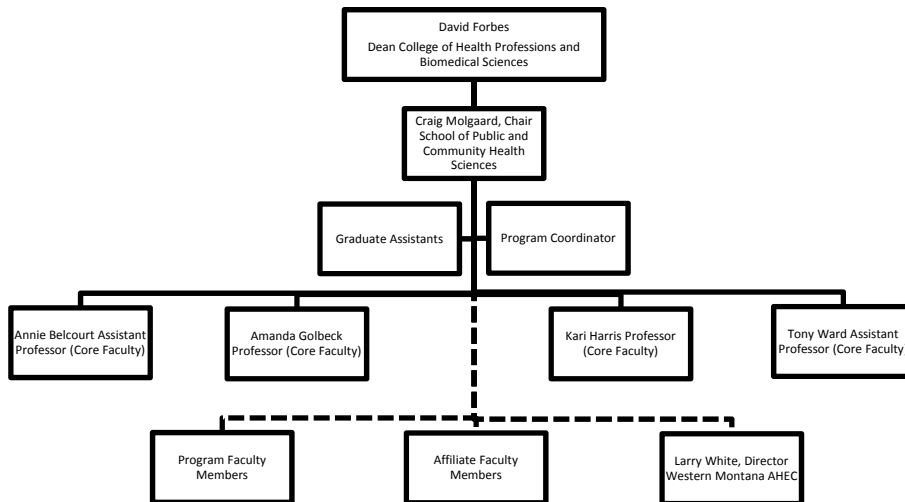 David Forbes
Dean College of Health Professions and
Biomedical Sciences
Craig Molgaard, Chair
School of Public and
Community Health
Sciences
Graduate Assistants
Program Coordinator
Annie Belcourt Assistant
Professor (Core Faculty)
Amanda Golbeck
Professor (Core Faculty)
Kari Harris Professor
(Core Faculty)
Tony Ward Assistant
Professor (Core Faculty)
Program Faculty
Members
Affiliate Faculty
Members
Larry White, Director
Western Montana AHEC